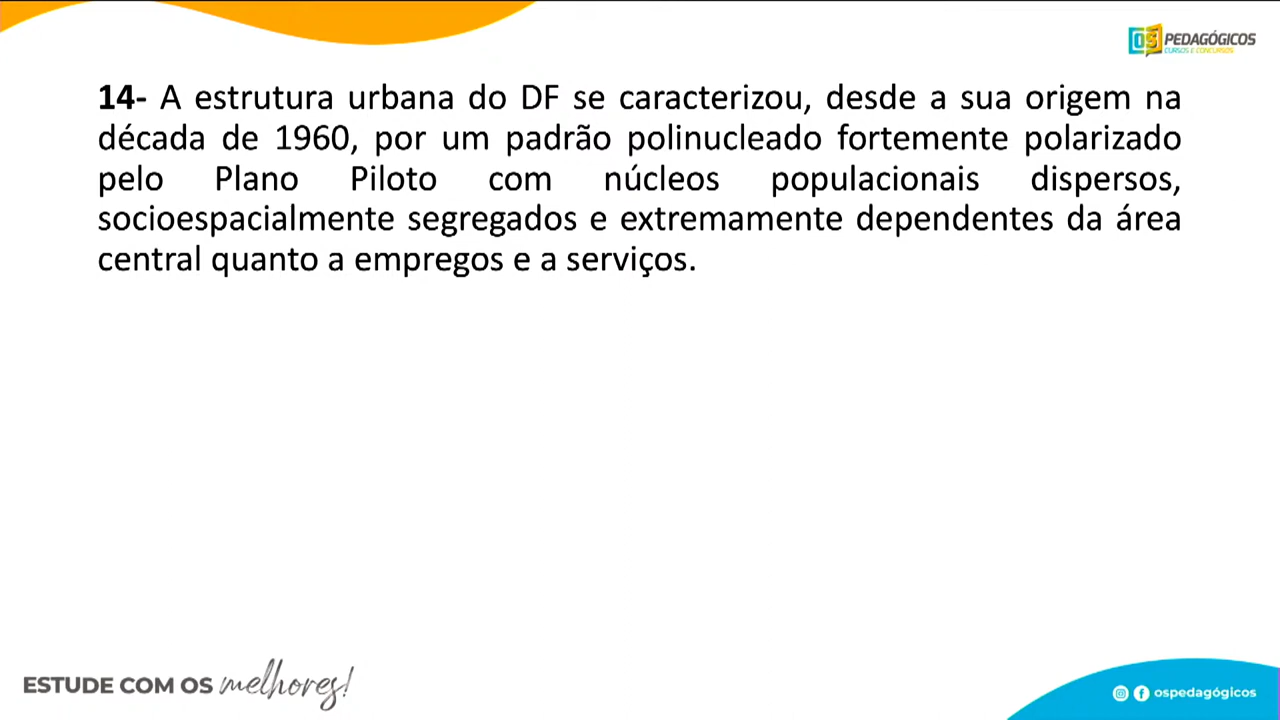 OS PEDAGÓGICOS
CURSOS E CONCURSOS
14- A estrutura urbana do DF se caracterizou, desde a sua origem na
década de 1960, por um padrão polinucleado fortemente polarizado
pelo Plano Piloto com núcleos populacionais dispersos,
socioespacialmente segregados e extremamente dependentes da área
central quanto a empregos e a serviços.
ESTUDE COM OS melhores!
ospedagógicos